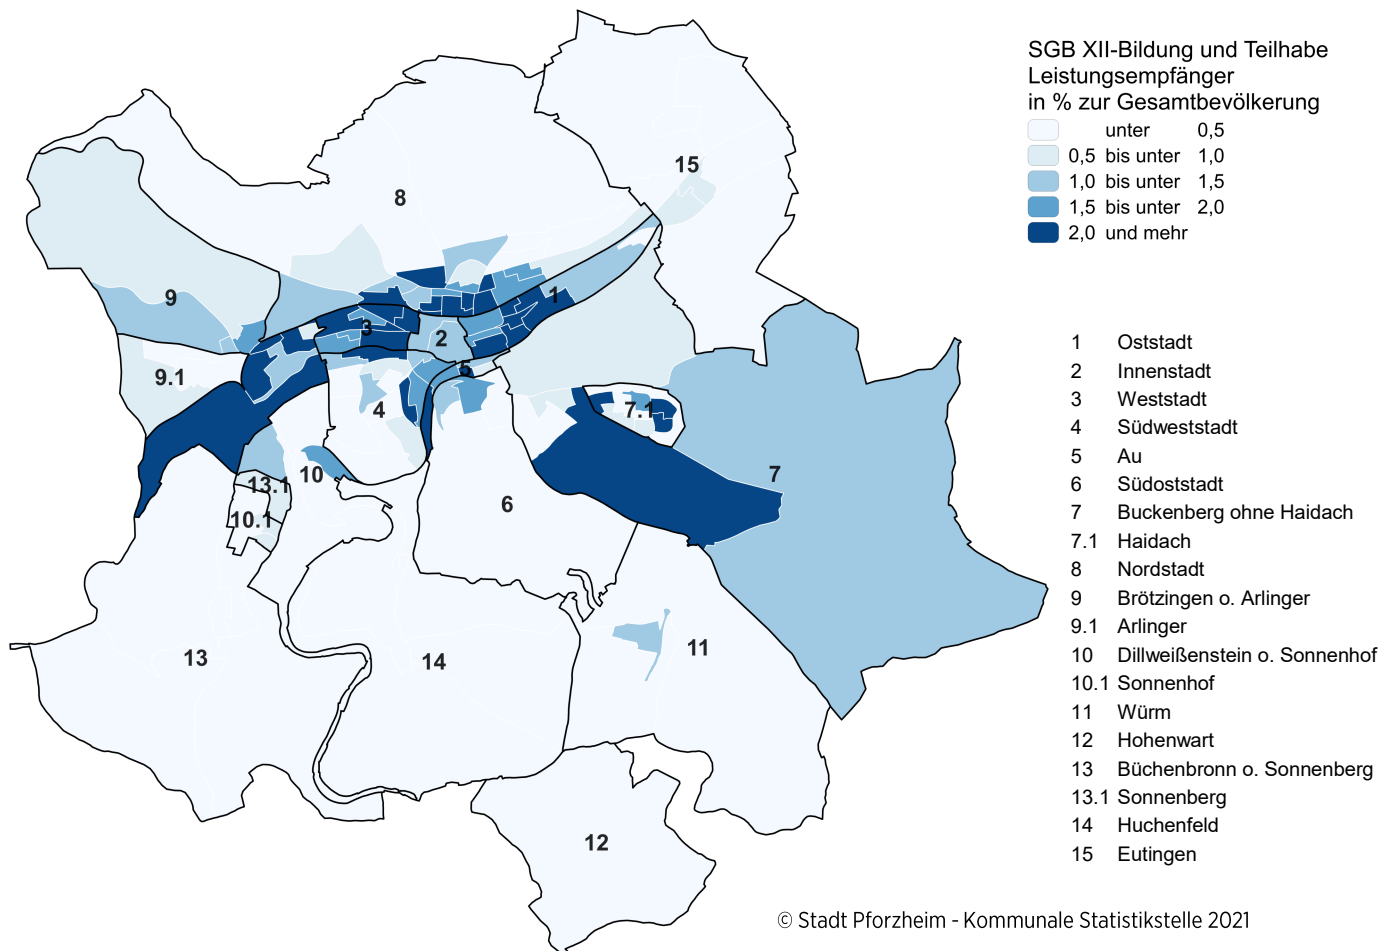 SGB XII-Bildung und Teilhabe
Leistungsempfänger
in % zur Gesamtbevölkerung
unter 0,5
0,5 bis unter 1,0
1,0 bis unter 1,5
1,5 bis unter 2,0
2,0 und mehr
15
8
9
1
3
2
5
9.1
4
7.1
10
7
13.1
10.1
6
13
14
11
12
1 Oststadt
2 Innenstadt
3 Weststadt
4 Südweststadt
5 Au
6 Südoststadt
7 Buckenberg ohne Haidach
7.1 Haidach
8 Nordstadt
9 Brötzingen o. Arlinger
9.1 Arlinger
10 Dillweißenstein o. Sonnenhof
10.1 Sonnenhof
11 Würm
12 Hohenwart
13 Büchenbronn o. Sonnenberg
13.1 Sonnenberg
14 Huchenfeld
15 Eutingen
© Stadt Pforzheim - Kommunale Statistikstelle 2021